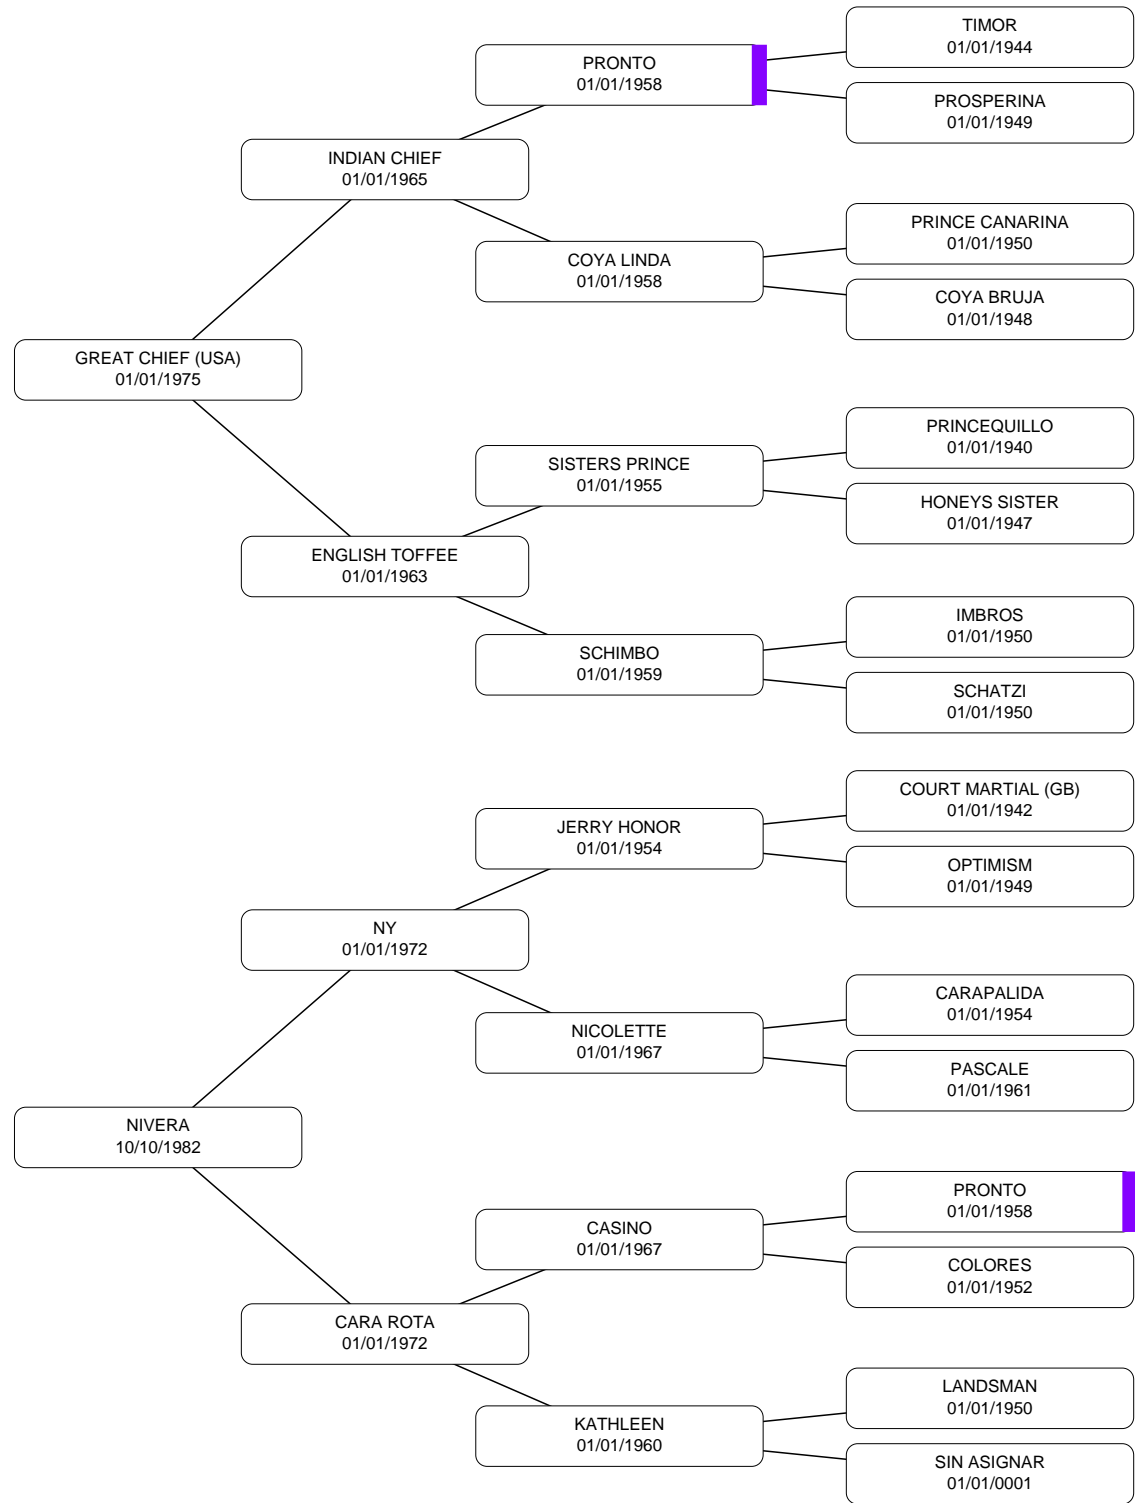 TIMOR
01/01/1944
PRONTO
01/01/1958
PROSPERINA
01/01/1949
INDIAN CHIEF
01/01/1965
PRINCE CANARINA
01/01/1950
COYA LINDA
01/01/1958
COYA BRUJA
01/01/1948
GREAT CHIEF (USA)
01/01/1975
PRINCEQUILLO
01/01/1940
SISTERS PRINCE
01/01/1955
HONEYS SISTER
01/01/1947
ENGLISH TOFFEE
01/01/1963
IMBROS
01/01/1950
SCHIMBO
01/01/1959
SCHATZI
01/01/1950
COURT MARTIAL (GB)
01/01/1942
JERRY HONOR
01/01/1954
OPTIMISM
01/01/1949
NY
01/01/1972
CARAPALIDA
01/01/1954
NICOLETTE
01/01/1967
PASCALE
01/01/1961
NIVERA
10/10/1982
PRONTO
01/01/1958
CASINO
01/01/1967
COLORES
01/01/1952
CARA ROTA
01/01/1972
LANDSMAN
01/01/1950
KATHLEEN
01/01/1960
SIN ASIGNAR
01/01/0001